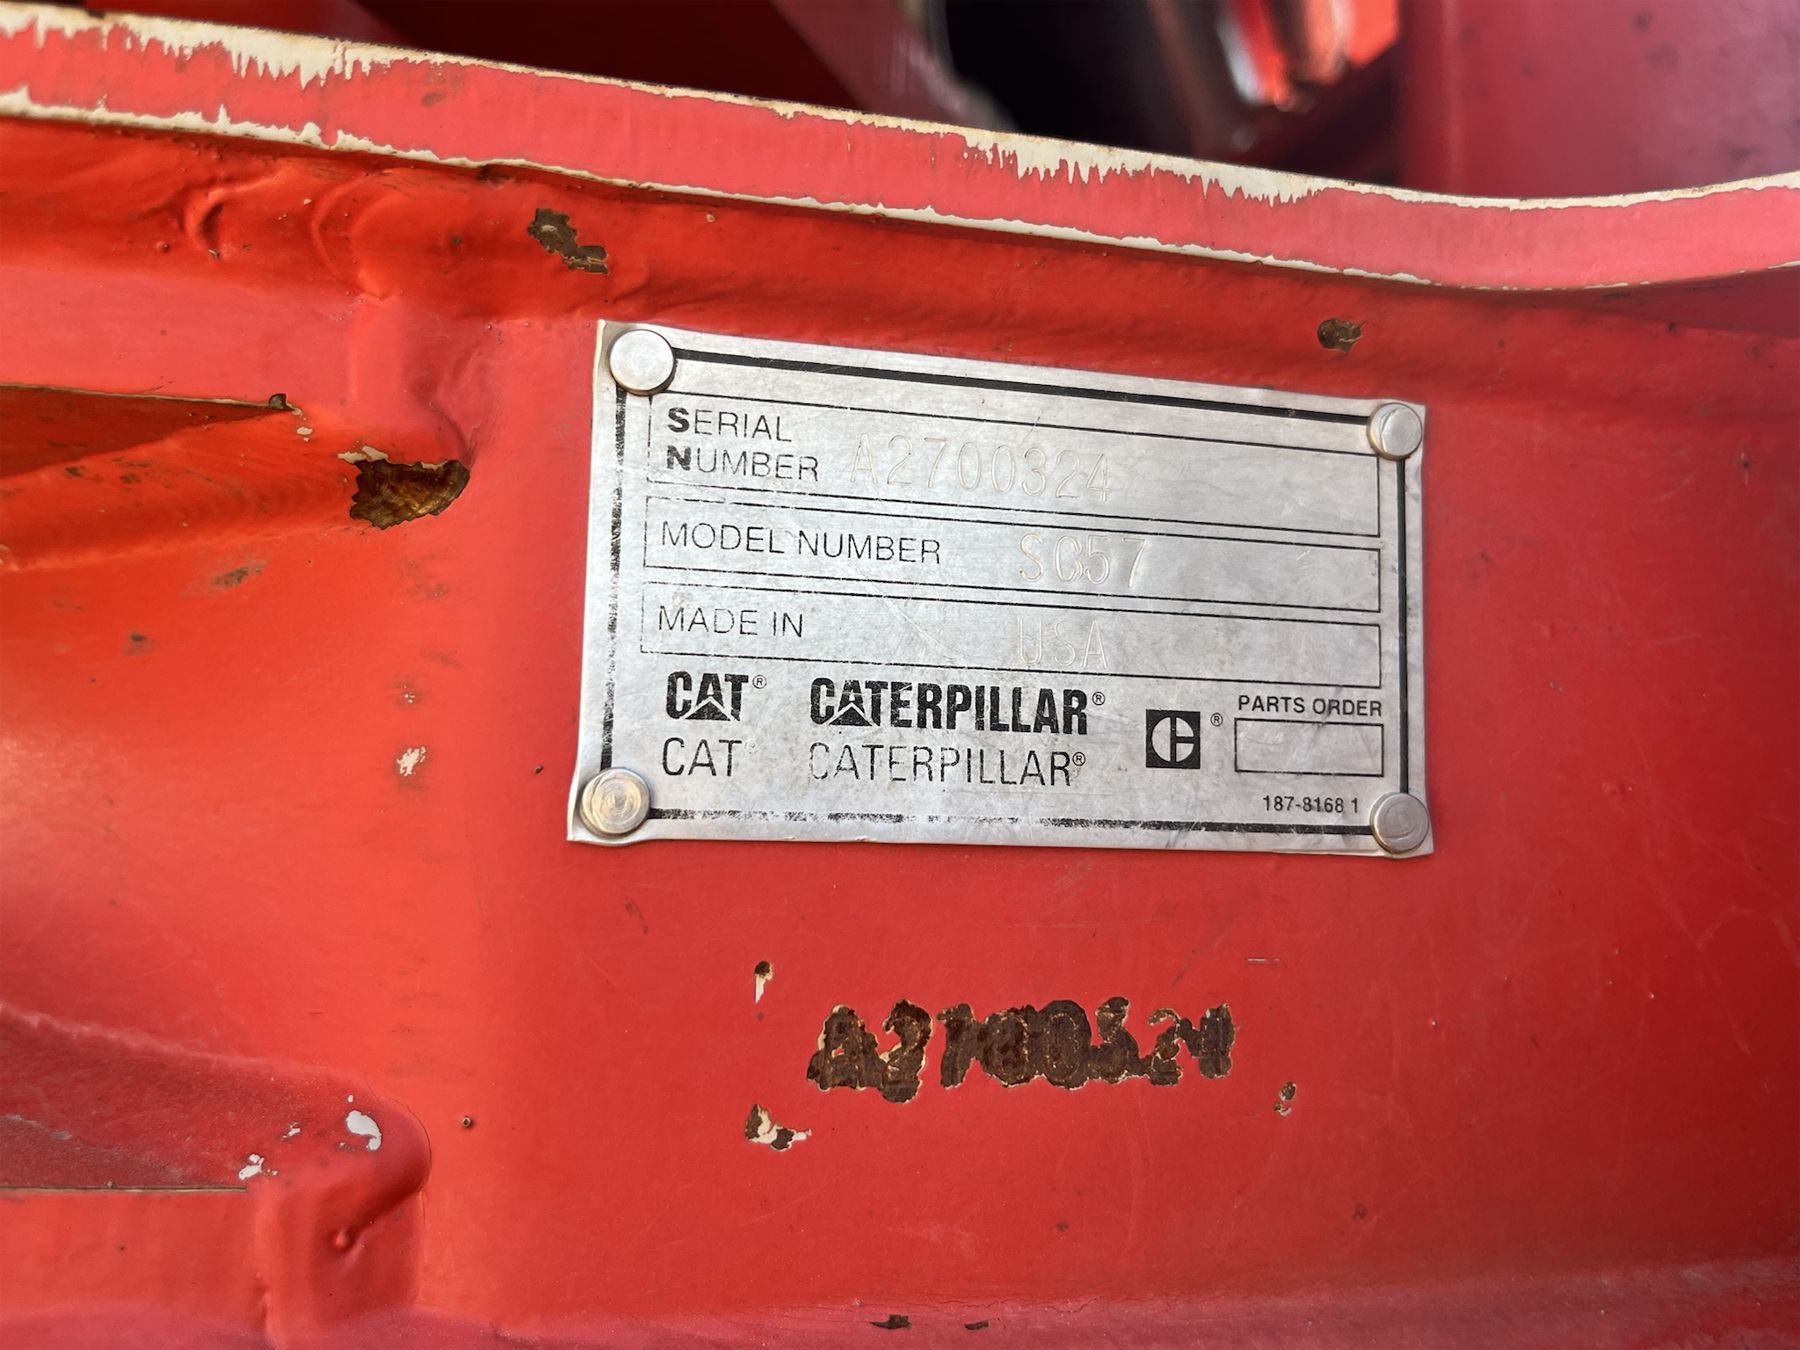 SERIAL
NUMBER A2700324
MODEL NUMBER SC57
MADE IN USA
CAT® CATERPILLAR® ® PARTS ORDER
CAT® CATERPILLAR®
187-8168 1
A2700324